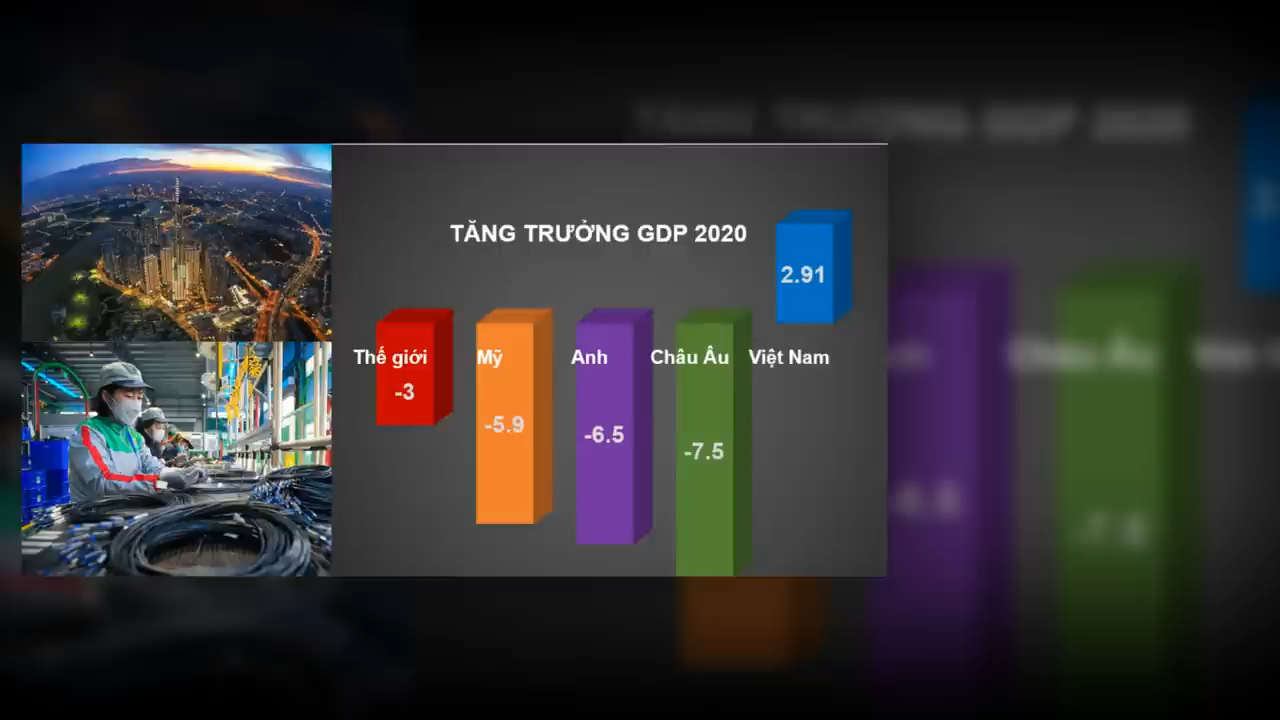 TĂNG TRƯỞNG GDP 2020
2.91
Thế giới Mỹ Anh Châu Âu Việt Nam
-3
-5.9
-6.5
-7.5